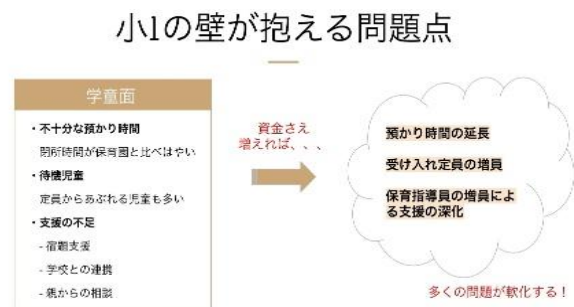 小1の壁が抱える問題点
学童面
・不十分な預かり時間
閉所時間が保育園と比べはやい
・待機児童
定員からあぶれる児童も多い
・支援の不足
- 宿題支援
- 学校との連携
- 親からの相談
資金さえ
増えれば、、、
預かり時間の延長
受け入れ定員の増員
保育指導員の増員によ
る支援の深化
多くの問題が軟化する！